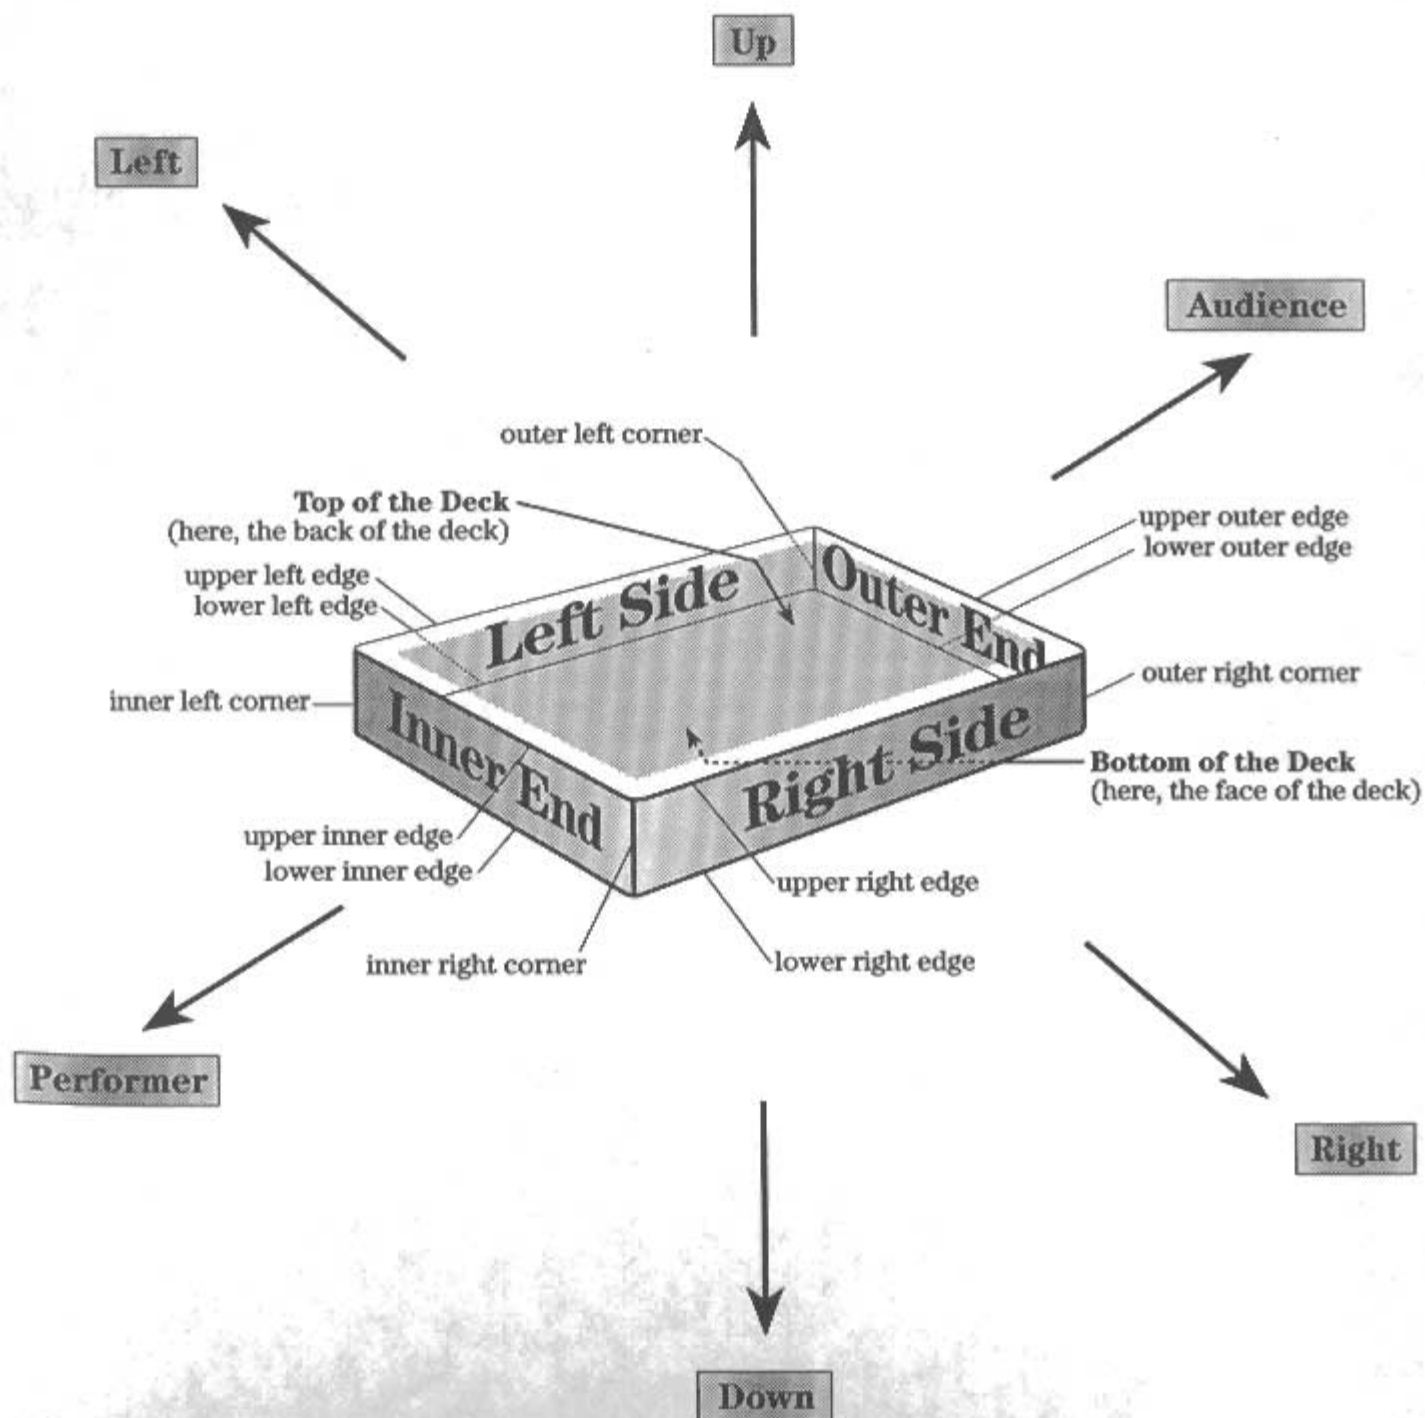 Up
Left
Audience
outer left corner
Top of the Deck
(here, the back of the deck)
upper outer edge
lower outer edge
upper left edge
lower left edge
Left Side
Outer End
inner left corner
outer right corner
Inner End
Right Side
Bottom of the Deck
(here, the face of the deck)
upper inner edge
lower inner edge
upper right edge
inner right corner
lower right edge
Performer
Right
Down